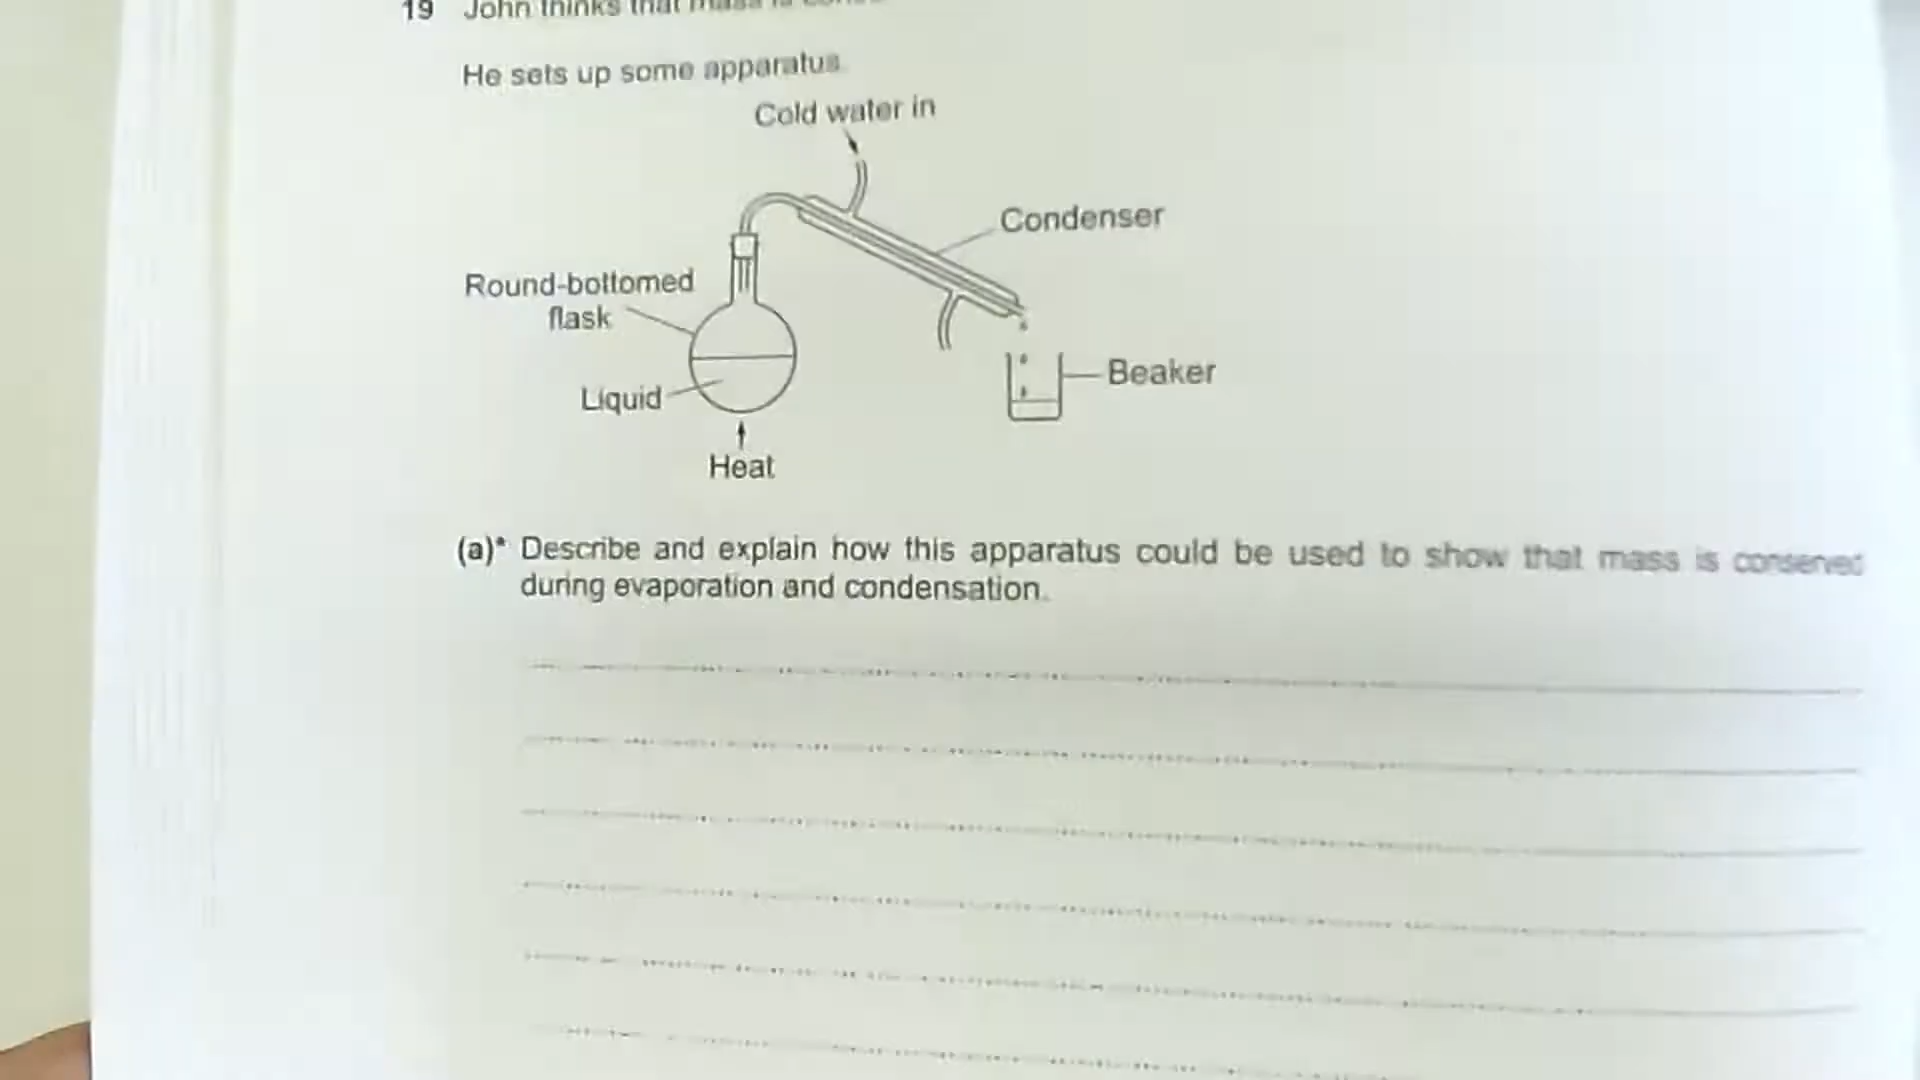 19 John thinks that mass is
He sets up some apparatus.
Cold water in
Condenser
Round-bottomed
flask
Liquid
Beaker
Heat
(a)* Describe and explain how this apparatus could be used to show that mass is conserved
during evaporation and condensation.